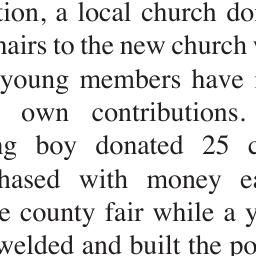 tion, a local church do
hairs to the new church
young members have
own contributions.
ng boy donated 25 c
hased with money ea
e county fair while a y
welded and built the po